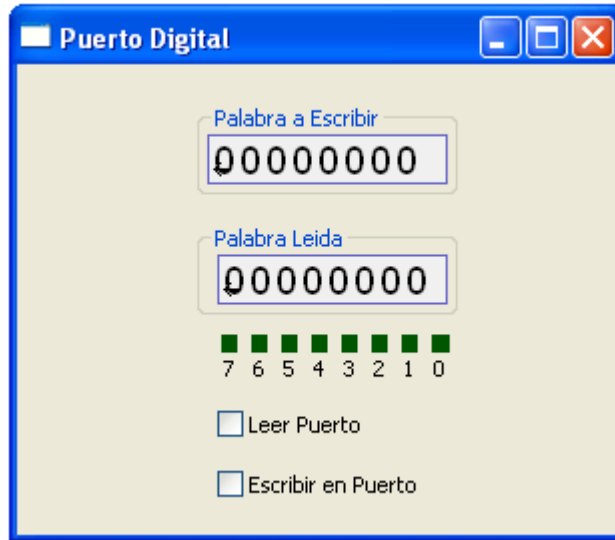 Puerto Digital
Palabra a Escribir
00000000
Palabra Leida
00000000
7 6 5 4 3 2 1 0
Leer Puerto
Escribir en Puerto